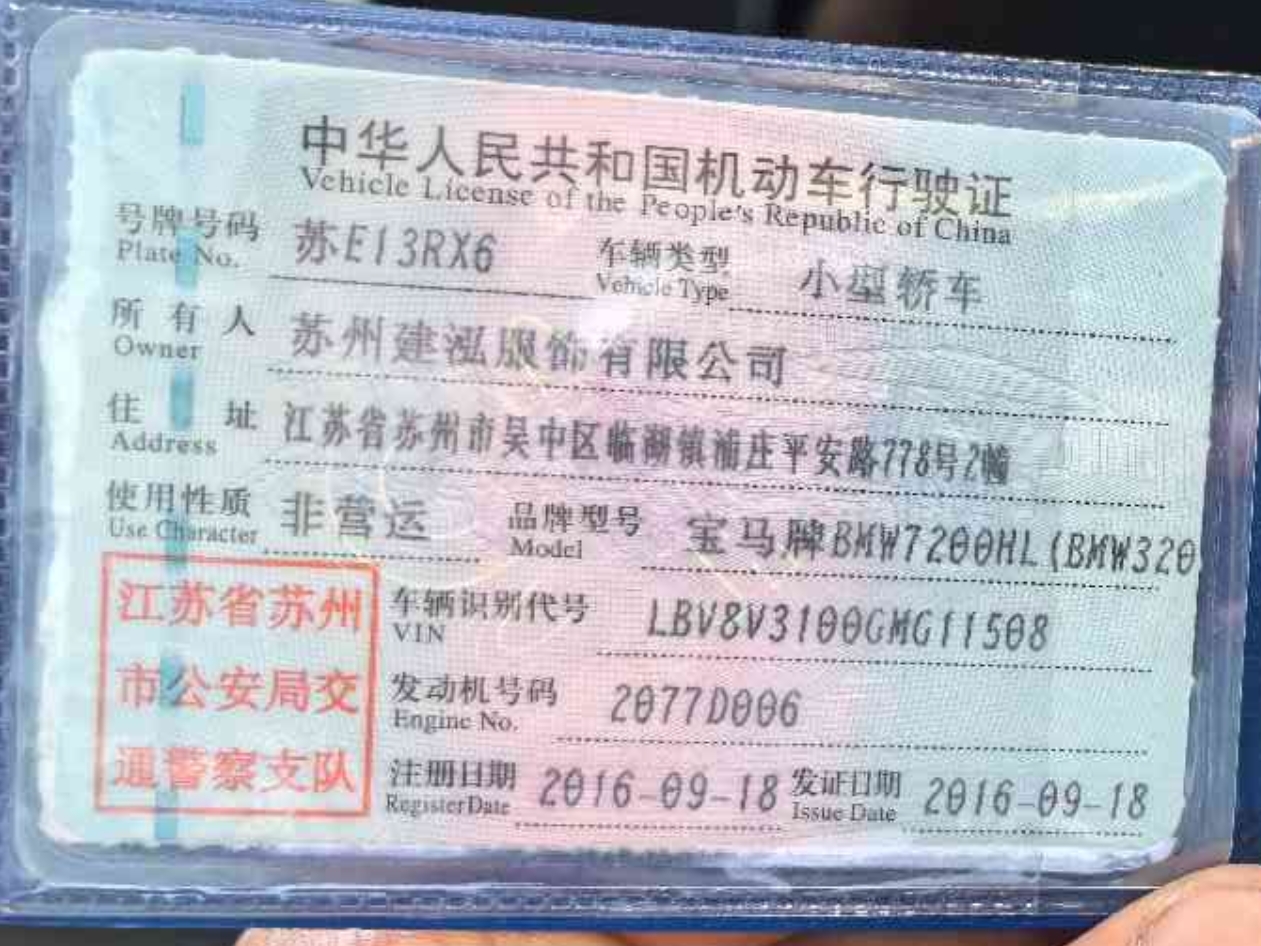 中华人民共和国机动车行驶证
Vehicle License of the People's Republic of China
号牌号码 苏E13RX6 车辆类型 小型轿车
Plate No. Vehicle Type
所有人 苏州建泓服饰有限公司
Owner
住址 江苏省苏州市吴中区临湖镇浦庄平安路778号2幢
Address
使用性质 非营运 品牌型号 宝马牌BMW7200HL(BMW320
Use Character Model
江苏省苏州
市公安局交
通警察支队
车辆识别代号 LBV8V3100GMG11508
VIN
发动机号码 2077D006
Engine No.
注册日期 2016-09-18 发证日期 2016-09-18
Register Date Issue Date